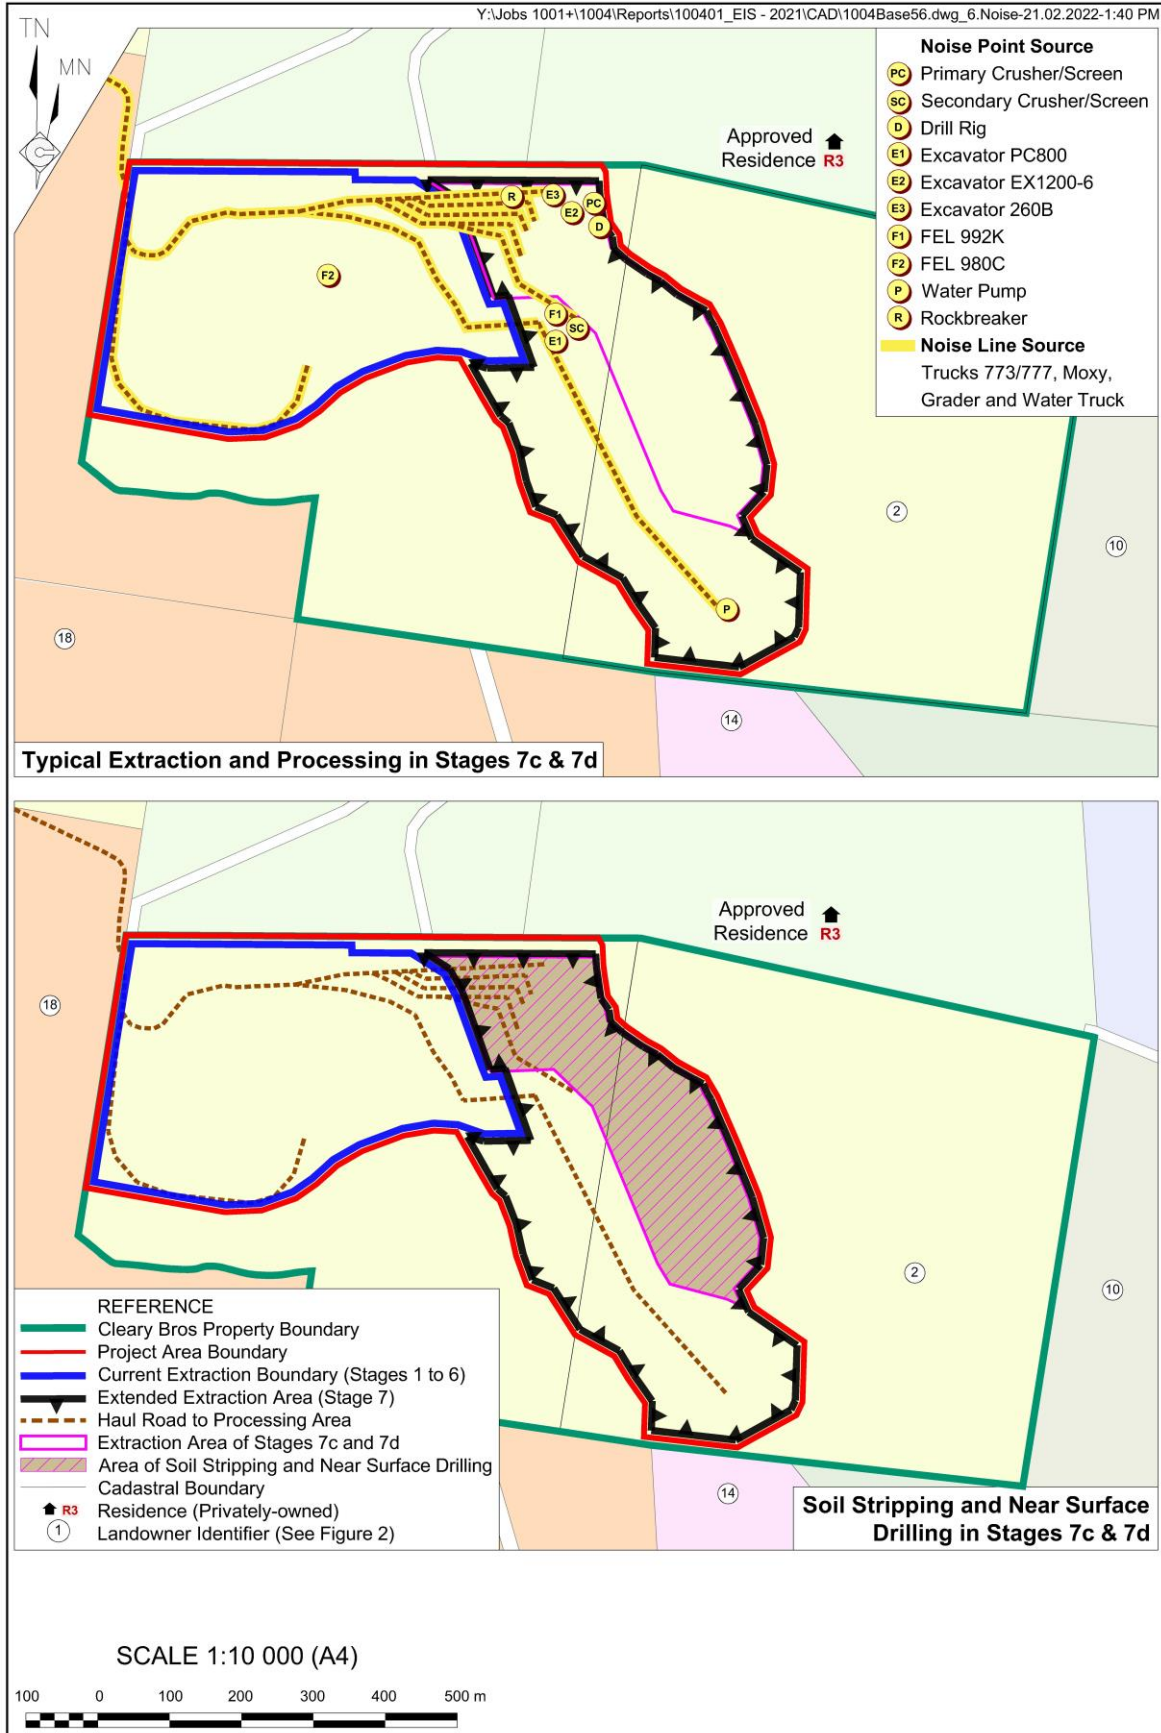 Y:\Jobs 1001+\1004\Reports\100401_EIS - 2021\CAD\1004Base56.dwg_6.Noise-21.02.2022-1:40 PM
TN
MN
Noise Point Source
PC Primary Crusher/Screen
SC Secondary Crusher/Screen
D Drill Rig
E1 Excavator PC800
E2 Excavator EX1200-6
E3 Excavator 260B
F1 FEL 992K
F2 FEL 980C
P Water Pump
R Rockbreaker
Noise Line Source
Trucks 773/777, Moxy,
Grader and Water Truck
Approved
Residence R3
R
E3
E2
PC
D
F2
F1
SC
E1
2
10
P
18
14
Typical Extraction and Processing in Stages 7c & 7d
Approved
Residence R3
18
2
10
14
REFERENCE
Cleary Bros Property Boundary
Project Area Boundary
Current Extraction Boundary (Stages 1 to 6)
Extended Extraction Area (Stage 7)
Haul Road to Processing Area
Extraction Area of Stages 7c and 7d
Area of Soil Stripping and Near Surface Drilling
Cadastral Boundary
R3 Residence (Privately-owned)
1 Landowner Identifier (See Figure 2)
Soil Stripping and Near Surface
Drilling in Stages 7c & 7d
SCALE 1:10 000 (A4)
100 0 100 200 300 400 500 m